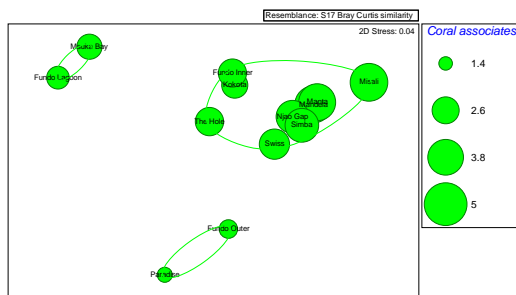 Resemblance: S17 Bray Curtis similarity
2D Stress: 0.04
Coral associates
Msuka Bay
Fundo Lagoon
Fundo Inner
Kokota
Misali
Manta
Mandela
Njao Gap
Simba
The Hole
Swiss
Fundo Outer
Paradise
1.4
2.6
3.8
5